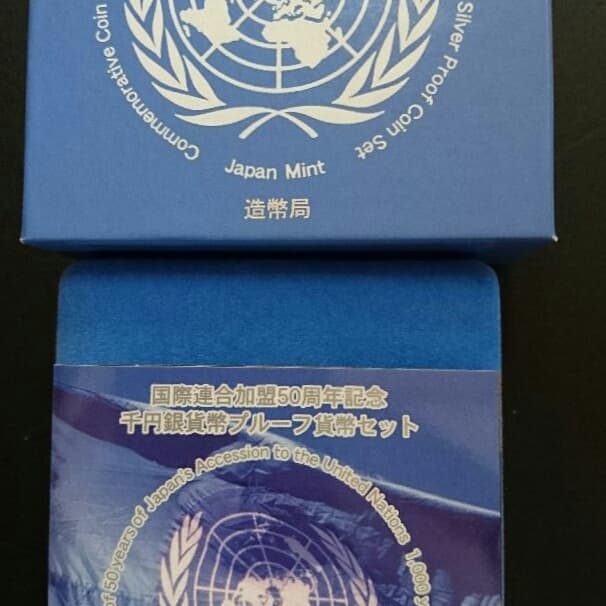 Commemorative Coin
Silver Proof Coin Set
Japan Mint
造幣局
国際連合加盟50周年記念
千円銀貨幣プルーフ貨幣セット
of 50 years of Japan's Accession to the United Nations 1,000